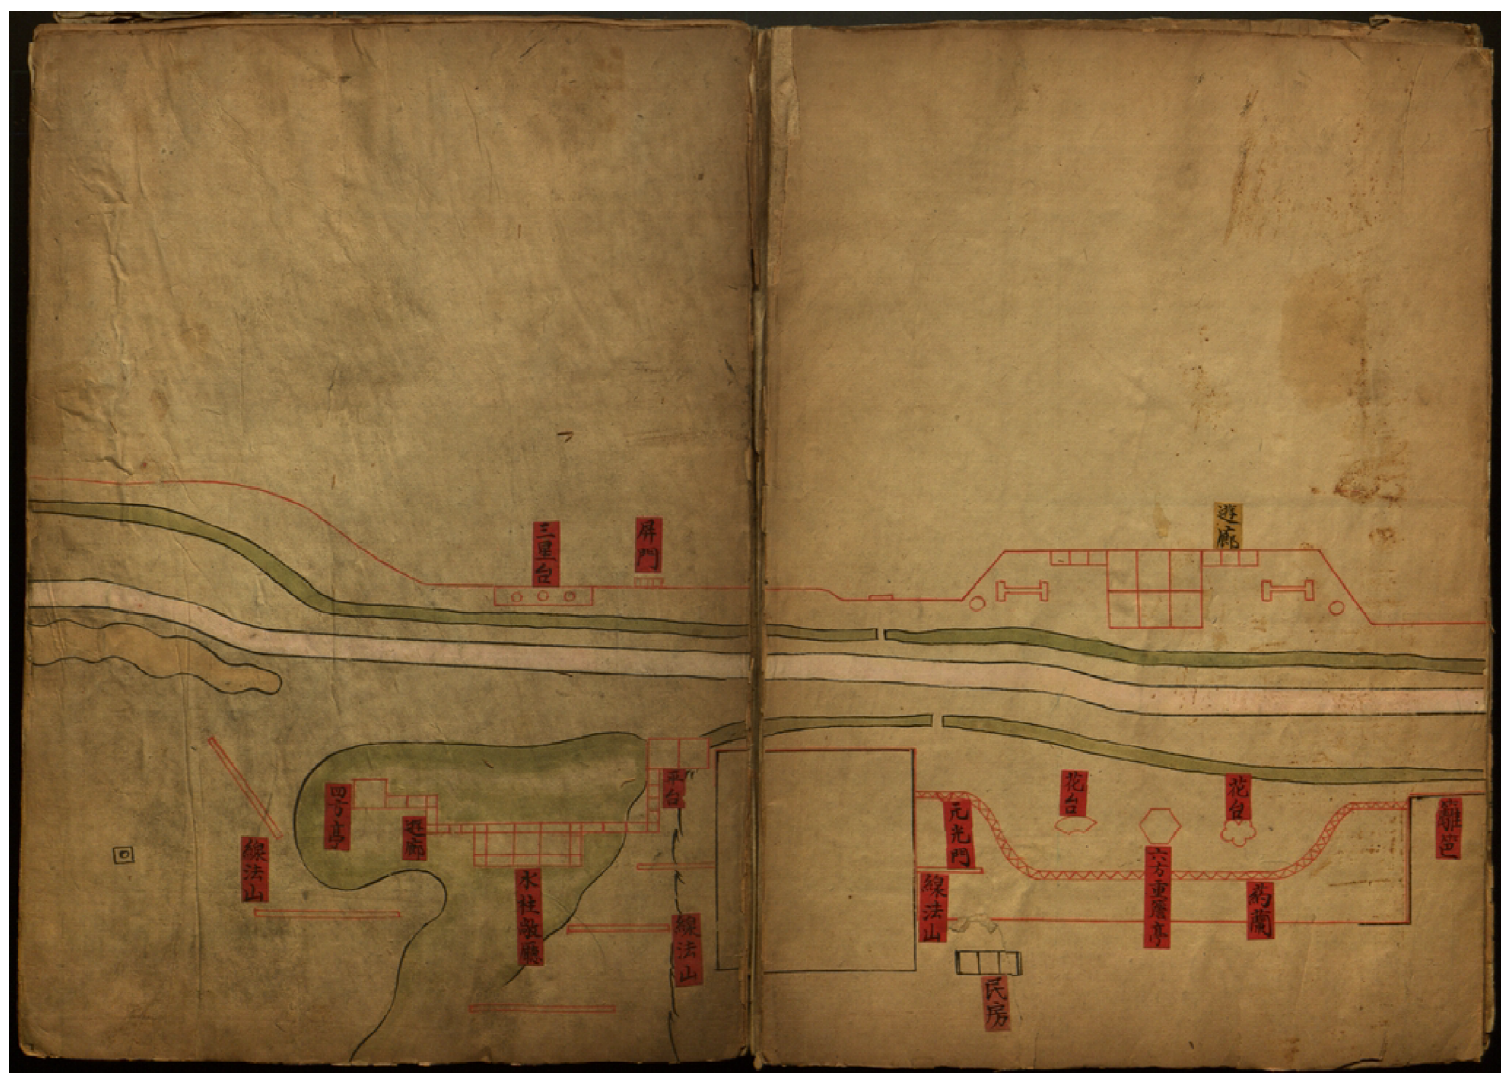 三星台
屏門
遊廊
四方亭
遊廊
平台
線法山
水柱敞廳
線法山
元光門
線法山
花台
花台
六方重簷亭
籬笆
民房